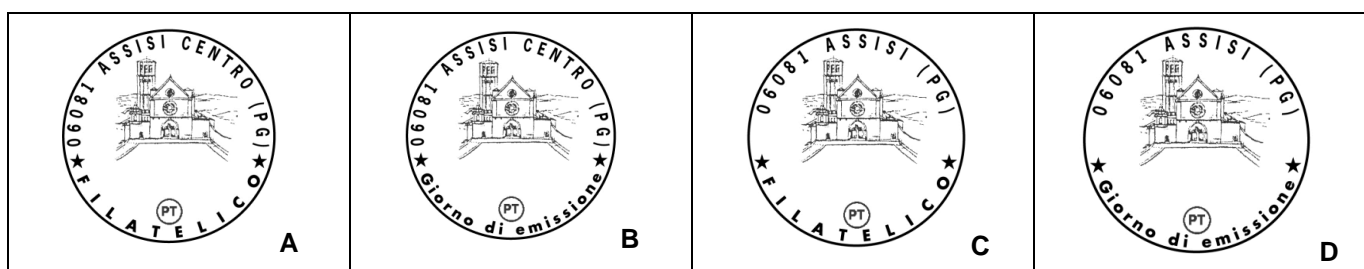 06081 ASSISI CENTRO (PG)
★ FILATELICO ★
PT
A
06081 ASSISI CENTRO (PG)
★ Giorno di emissione ★
PT
B
06081 ASSISI (PG)
★ FILATELICO ★
PT
C
06081 ASSISI (PG)
★ Giorno di emissione ★
PT
D